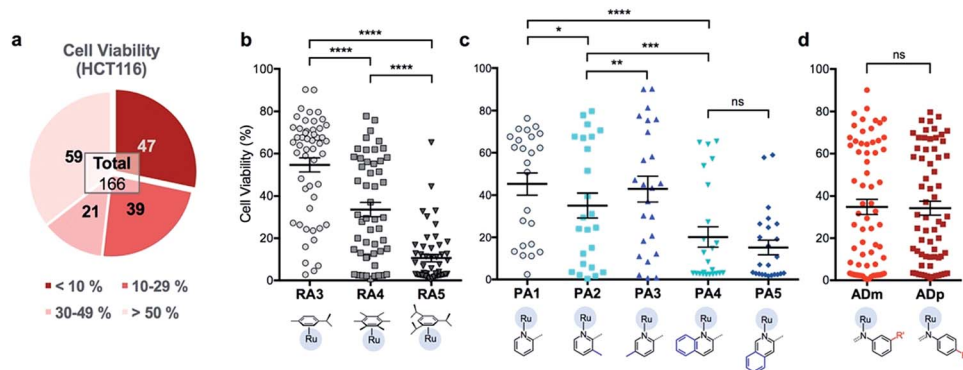 a
Cell Viability
(HCT116)
47
59
Total
166
21
39
< 10 %
10-29 %
30-49 %
> 50 %
b
****
****
****
Cell Viability (%)
100
80
60
40
20
0
RA3
RA4
RA5
Ru
Ru
Ru
c
****
*
***
**
ns
100
80
60
40
20
0
PA1
PA2
PA3
PA4
PA5
Ru
Ru
Ru
Ru
Ru
N
N
N
N
N
d
ns
100
80
60
40
20
0
ADm
ADp
Ru
Ru
N
R'
N